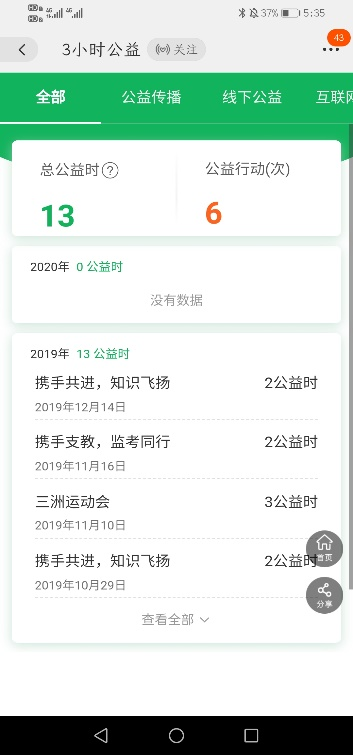 37% 5:35
3小时公益 关注 43
全部 公益传播 线下公益 互联网
总公益时? 公益行动(次)
13 6
2020年 0 公益时
没有数据
2019年 13 公益时
携手共进，知识飞扬 2公益时
2019年12月14日
携手支教，监考同行 2公益时
2019年11月16日
三洲运动会 3公益时
2019年11月10日
首页
携手共进，知识飞扬 2公益时
2019年10月29日
分享
查看全部